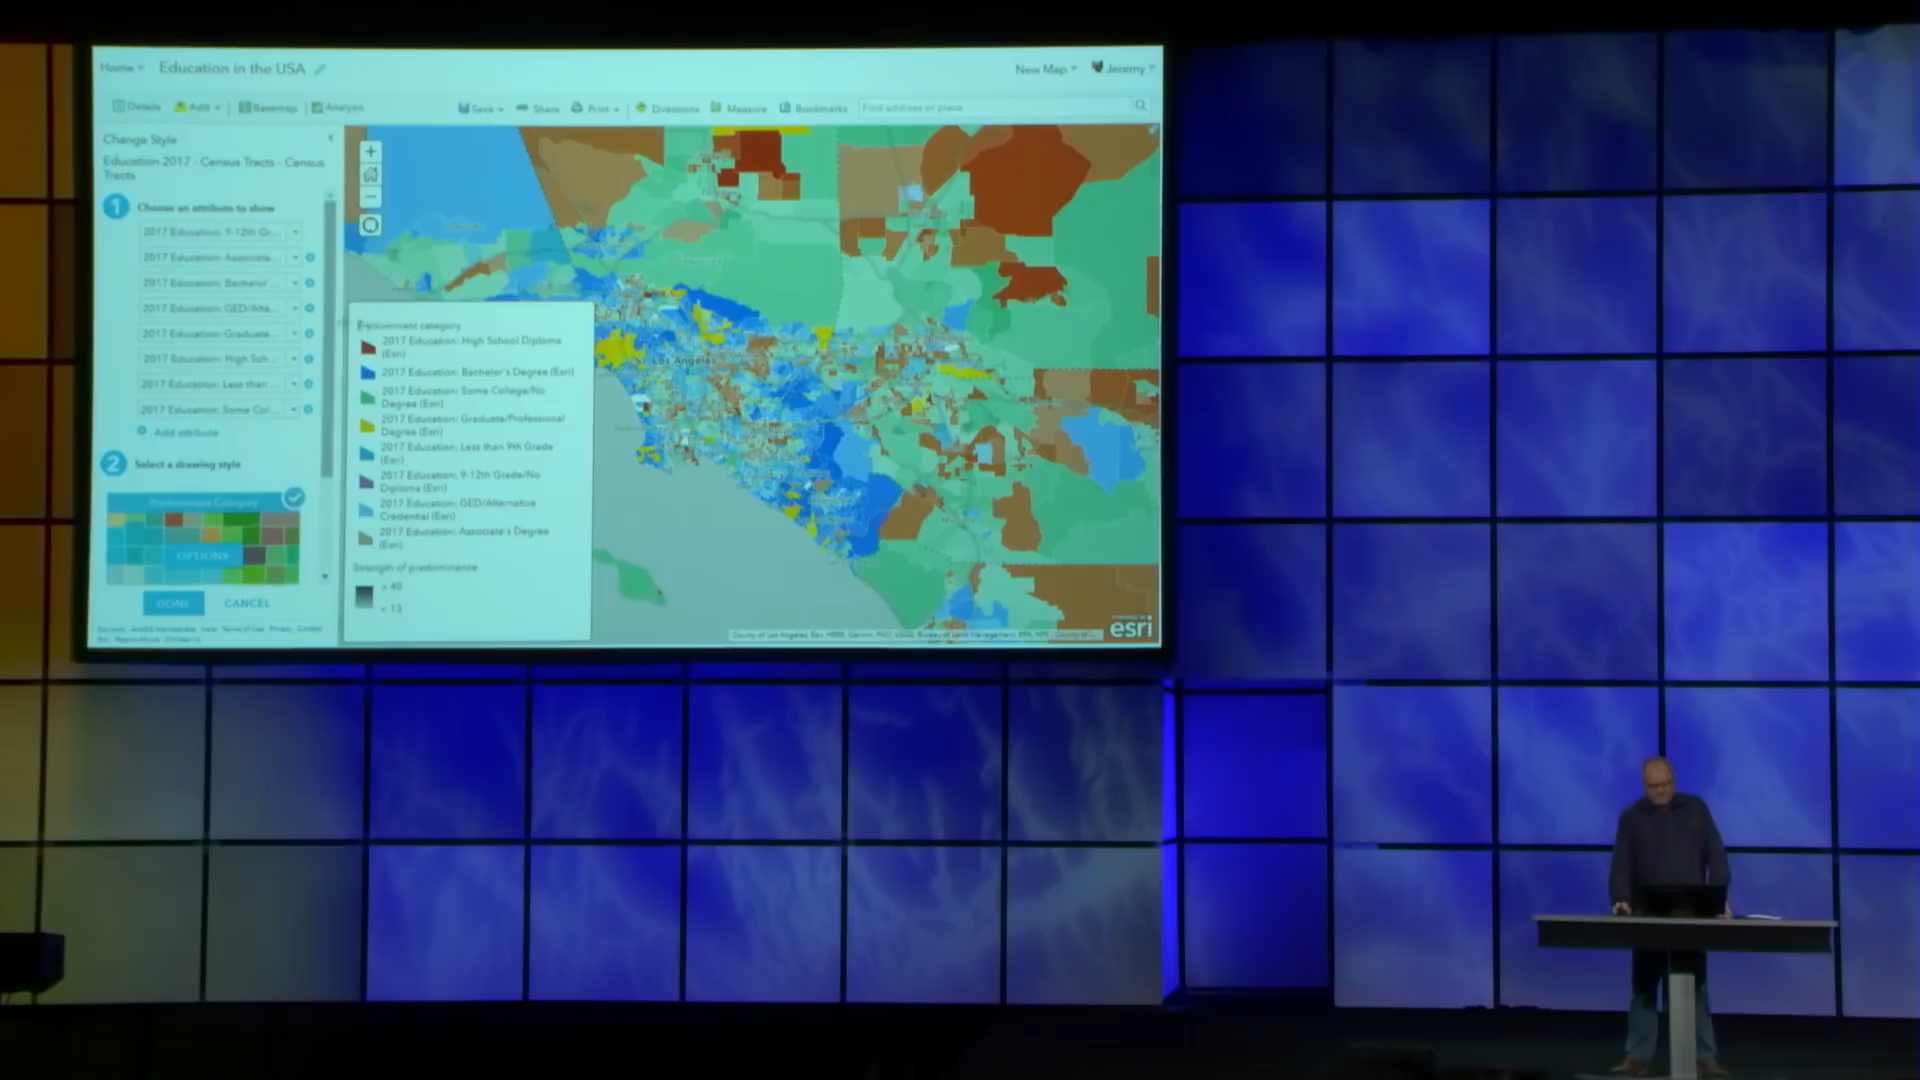 Home
Education in the USA
New Map
Jeremy
Details
Add
Basemap
Analysis
Save
Share
Print
Directions
Measure
Bookmarks
Find address or place
Change Style
Education 2017 - Census Tracts - Census
Tracts
1
Choose an attribute to show
2017 Education: 9-12th Gr...
2017 Education: Associate...
2017 Education: Bachelor'...
2017 Education: GED/Alte...
2017 Education: Graduate...
2017 Education: High Sch...
2017 Education: Less than ...
2017 Education: Some Col...
Add attribute
2
Select a drawing style
Predominant Category
OPTIONS
DONE
CANCEL
Predominant category
2017 Education: High School Diploma
(Esri)
2017 Education: Bachelor's Degree (Esri)
2017 Education: Some College/No
Degree (Esri)
2017 Education: Graduate/Professional
Degree (Esri)
2017 Education: Less than 9th Grade
(Esri)
2017 Education: 9-12th Grade/No
Diploma (Esri)
2017 Education: GED/Alternative
Credential (Esri)
2017 Education: Associate's Degree
(Esri)
Strength of predominance
> 40
< 13
Los Angeles
esri